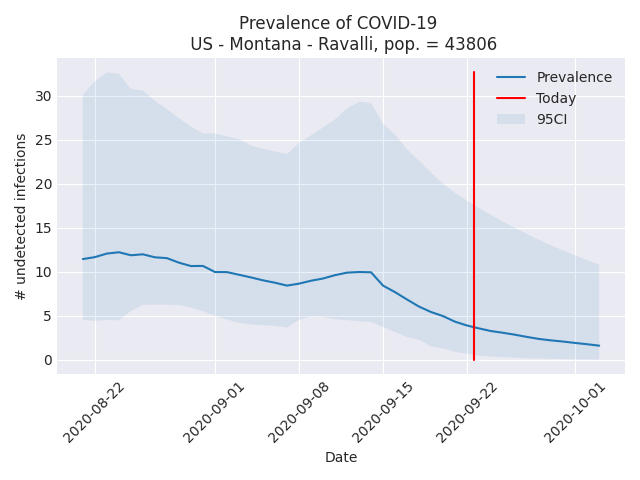 Prevalence of COVID-19
US - Montana - Ravalli, pop. = 43806
Prevalence
Today
95CI
# undetected infections
30
25
20
15
10
5
0
2020-08-22
2020-09-01
2020-09-08
2020-09-15
2020-09-22
2020-10-01
Date